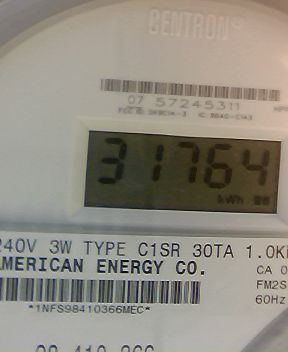 CENTRON®
07 57245311
31764
kWh
240V 3W TYPE C1SR 30TA 1.0K
AMERICAN ENERGY CO.
CA 0
FM2S
*1NFS98410366MEC*
60Hz